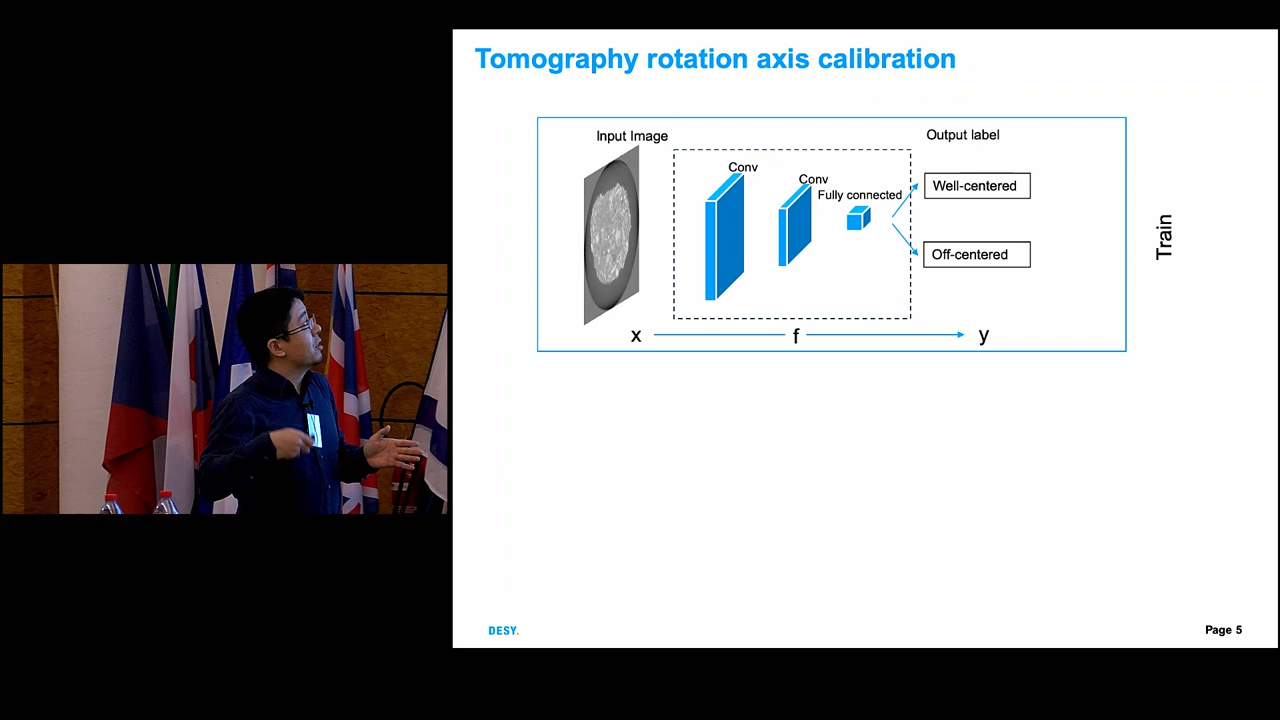 Tomography rotation axis calibration
Input Image
Output label
Conv
Conv
Fully connected
Well-centered
Off-centered
Train
x
f
y
DESY.
Page 5